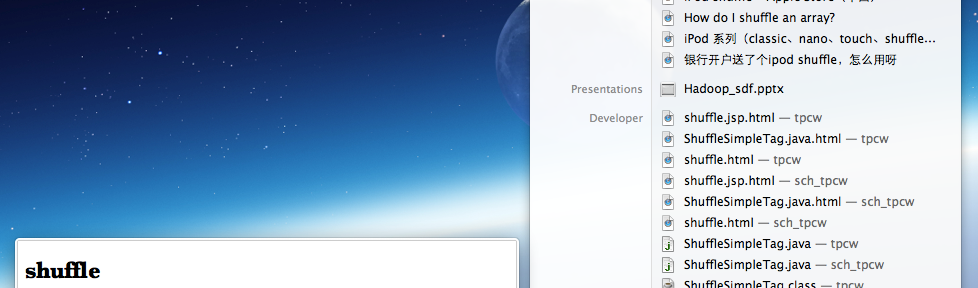 How do I shuffle an array?
iPod 系列（classic、nano、touch、shuffle...
银行开户送了个ipod shuffle，怎么用呀
Presentations Hadoop_sdf.pptx
Developer shuffle.jsp.html — tpcw
ShuffleSimpleTag.java.html — tpcw
shuffle.html — tpcw
shuffle.jsp.html — sch_tpcw
ShuffleSimpleTag.java.html — sch_tpcw
shuffle.html — sch_tpcw
ShuffleSimpleTag.java — tpcw
ShuffleSimpleTag.java — sch_tpcw
ShuffleSimpleTag.class — tpcw
shuffle